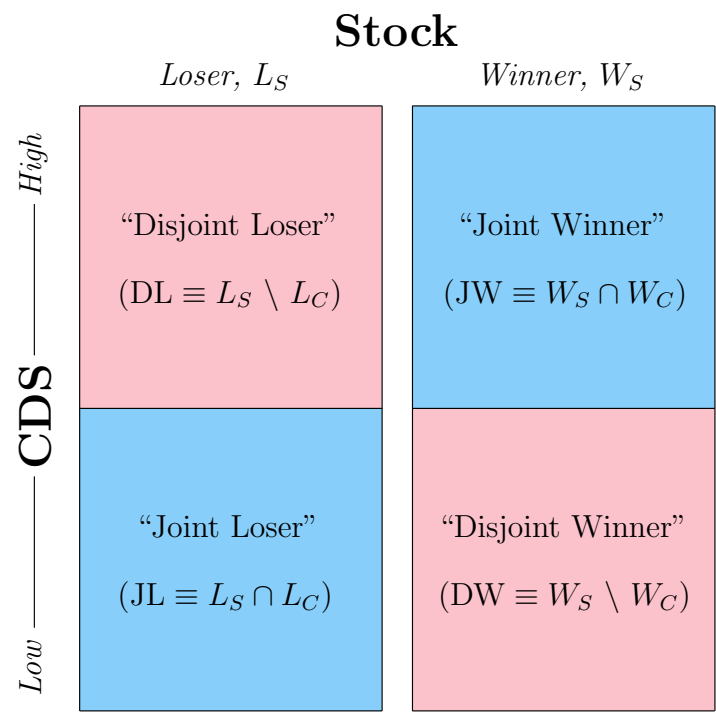 Stock
Loser, L_S
Winner, W_S
High
CDS
Low
“Disjoint Loser”
(DL ≡ L_S \ L_C)
“Joint Winner”
(JW ≡ W_S ∩ W_C)
“Joint Loser”
(JL ≡ L_S ∩ L_C)
“Disjoint Winner”
(DW ≡ W_S \ W_C)